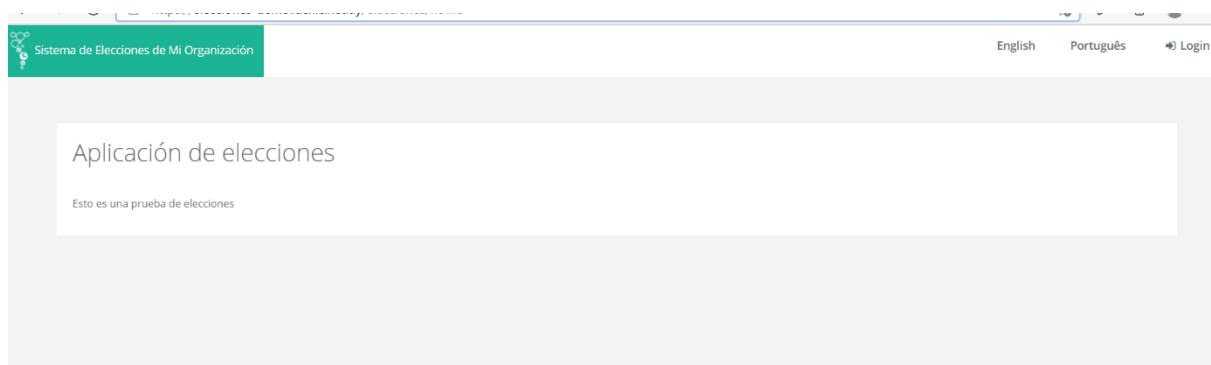 Sistema de Elecciones de Mi Organización
English Português Login
Aplicación de elecciones
Esto es una prueba de elecciones